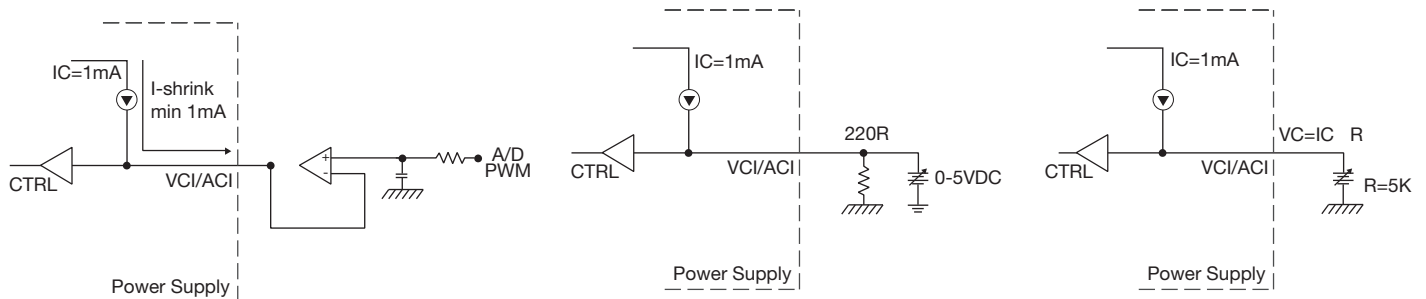 IC=1mA
I-shrink
min 1mA
CTRL
VCI/ACI
+
-
A/D
PWM
Power Supply
IC=1mA
220R
CTRL
VCI/ACI
0-5VDC
Power Supply
IC=1mA
VC=IC R
CTRL
VCI/ACI
R=5K
Power Supply